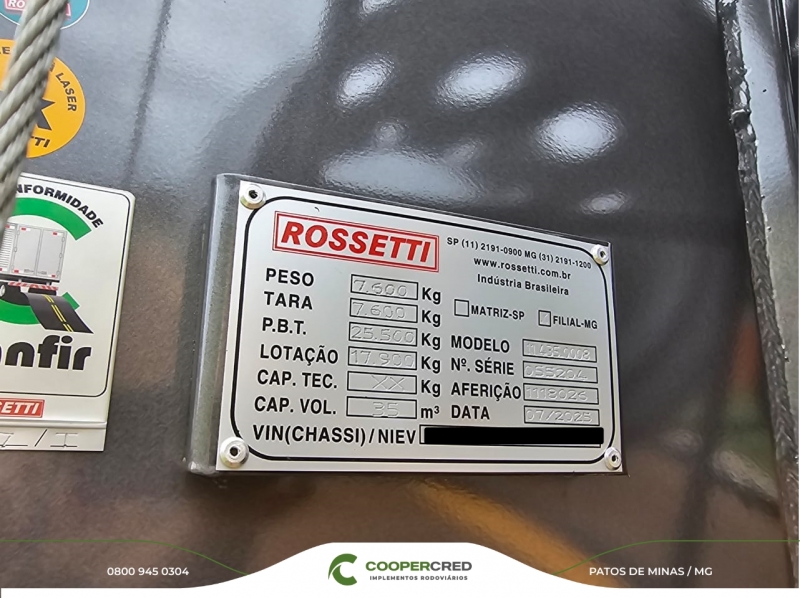 LASER
NFORMIDADE
nfir
SETTI
ROSSETTI
SP (11) 2191-0900 MG (31) 2191-1200
www.rossetti.com.br
Indústria Brasileira
MATRIZ-SP FILIAL-MG
PESO 7.600 Kg
TARA 7.600 Kg
P.B.T. 25.500 Kg
LOTAÇÃO 17.900 Kg
CAP. TEC. XX Kg
CAP. VOL. 35 m³
MODELO
Nº. SÉRIE
AFERIÇÃO
DATA 07/2025
VIN(CHASSI)/NIEV
0800 945 0304
COOPERCRED
IMPLEMENTOS RODOVIÁRIOS
PATOS DE MINAS / MG